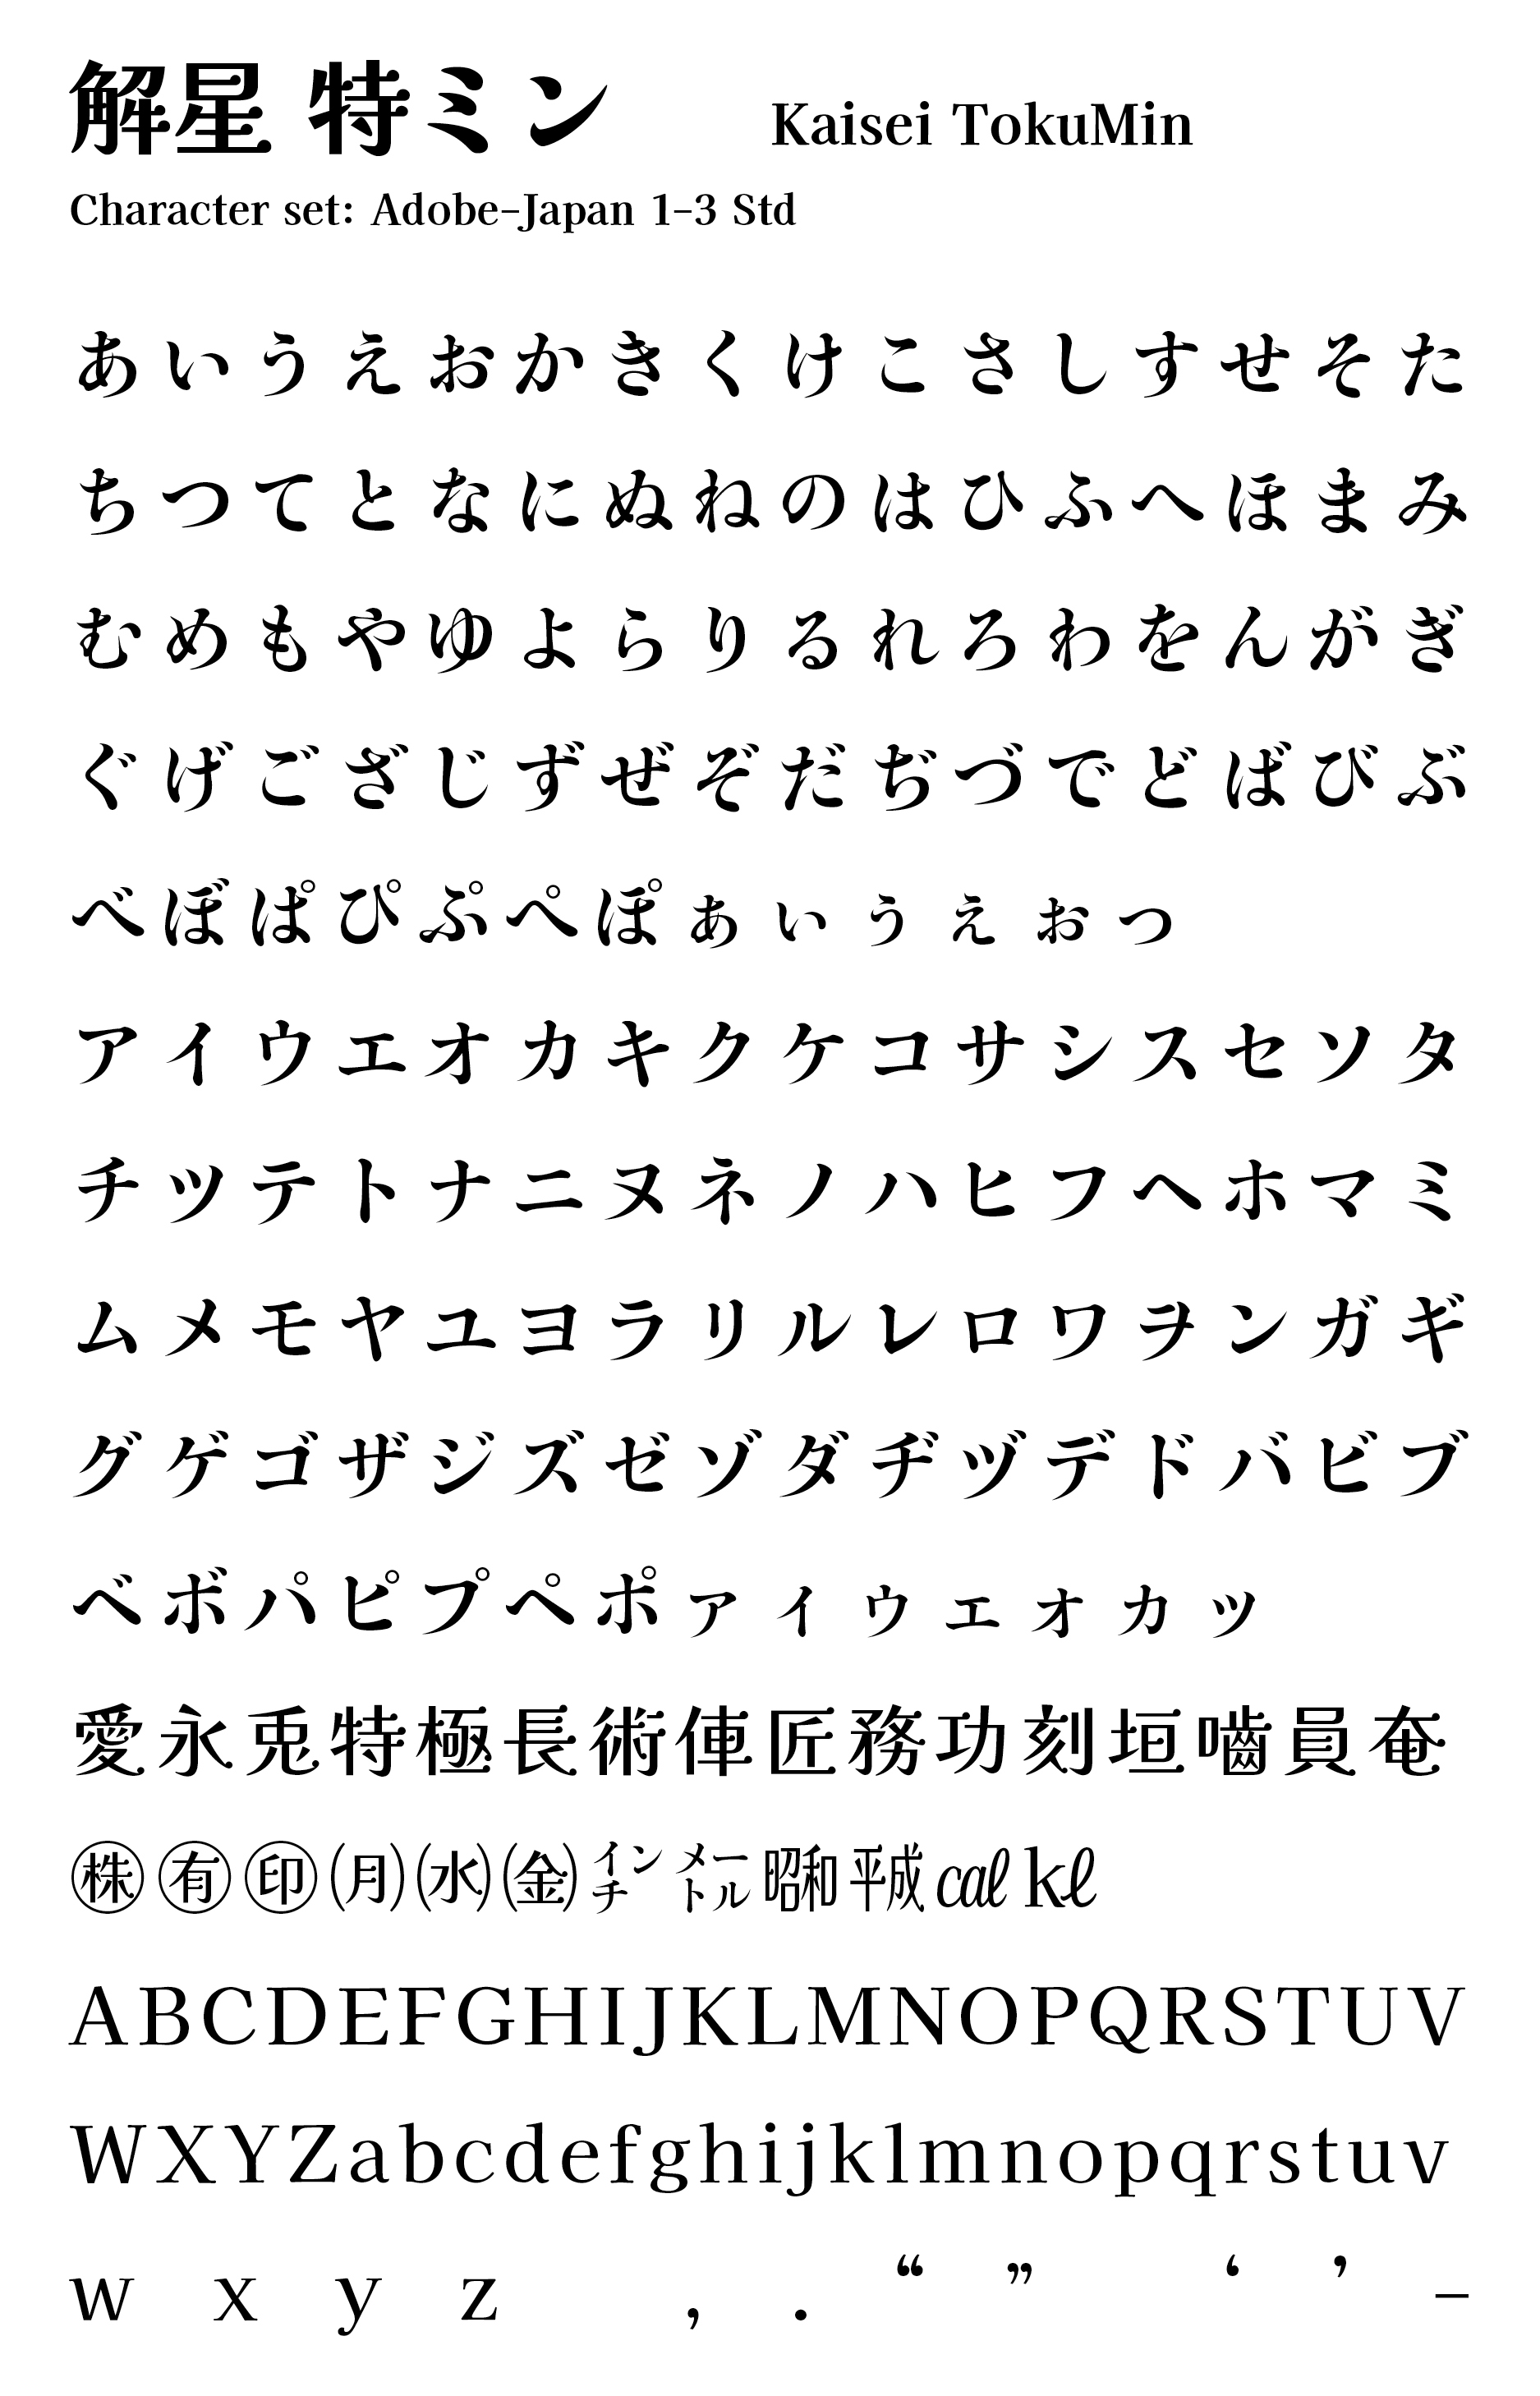 解星 特ミン Kaisei TokuMin
Character set: Adobe-Japan 1-3 Std
あいうえおかきくけこさしすせそた
ちつてとなにぬねのはひふへほまみ
むめもやゆよらりるれろわをんがぎ
ぐげござじずぜぞだぢづでどばびぶ
べぼぱぴぷぺぽぁぃぅぇぉっ
アイウエオカキクケコサシスセソタ
チツテトナニヌネノハヒフヘホマミ
ムメモヤユヨラリルレロワヲンガギ
グゲゴザジズゼゾダヂヅデドバビブ
ベボパピプペポァィゥェォヵッ
愛永兎特極長術俥匠務功刻垣噛員奄
㊑㊒㊞㈪㈬㈮㌅㍍㍼㍻㎈㎘
ABCDEFGHIJKLMNOPQRSTUV
WXYZabcdefghijklmnopqrstuv
w x y z , . “ ” ‘ ’ –